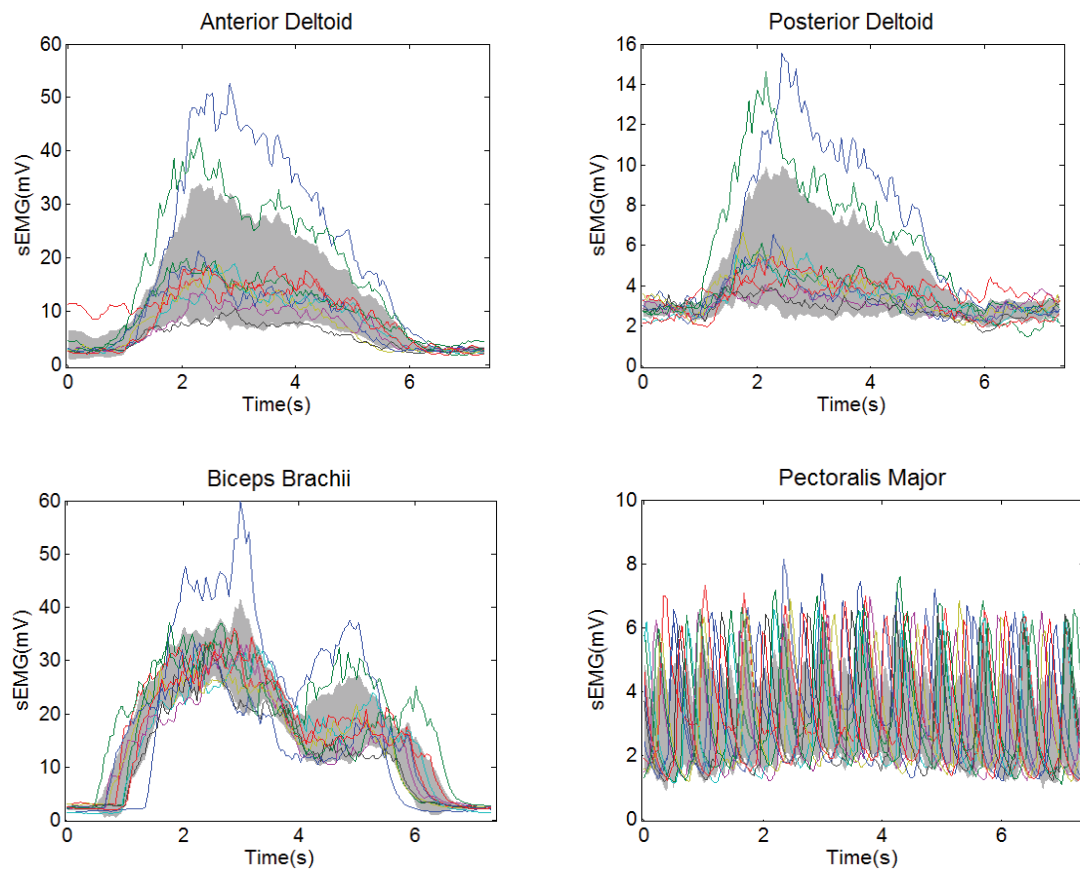 Anterior Deltoid
60
50
40
30
20
10
0
sEMG(mV)
0 2 4 6
Time(s)
Posterior Deltoid
16
14
12
10
8
6
4
2
0
sEMG(mV)
0 2 4 6
Time(s)
Biceps Brachii
60
50
40
30
20
10
0
sEMG(mV)
0 2 4 6
Time(s)
Pectoralis Major
10
8
6
4
2
0
sEMG(mV)
0 2 4 6
Time(s)